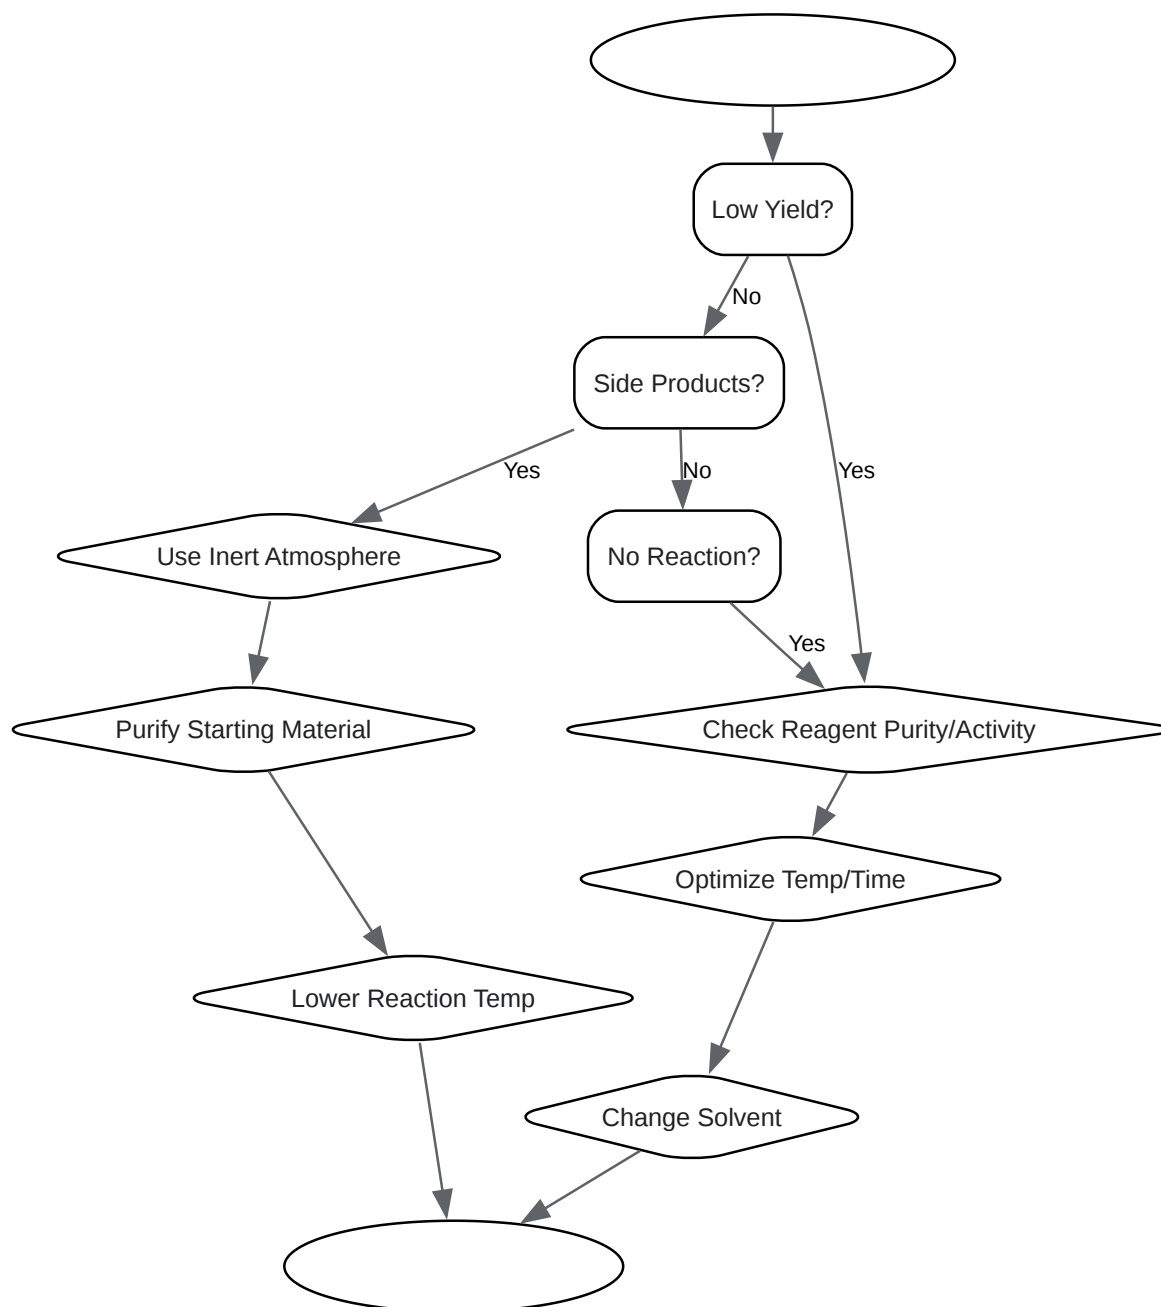 Low Yield?
No
Side Products?
Yes
No
Yes
Use Inert Atmosphere
No Reaction?
Yes
Purify Starting Material
Check Reagent Purity/Activity
Optimize Temp/Time
Lower Reaction Temp
Change Solvent